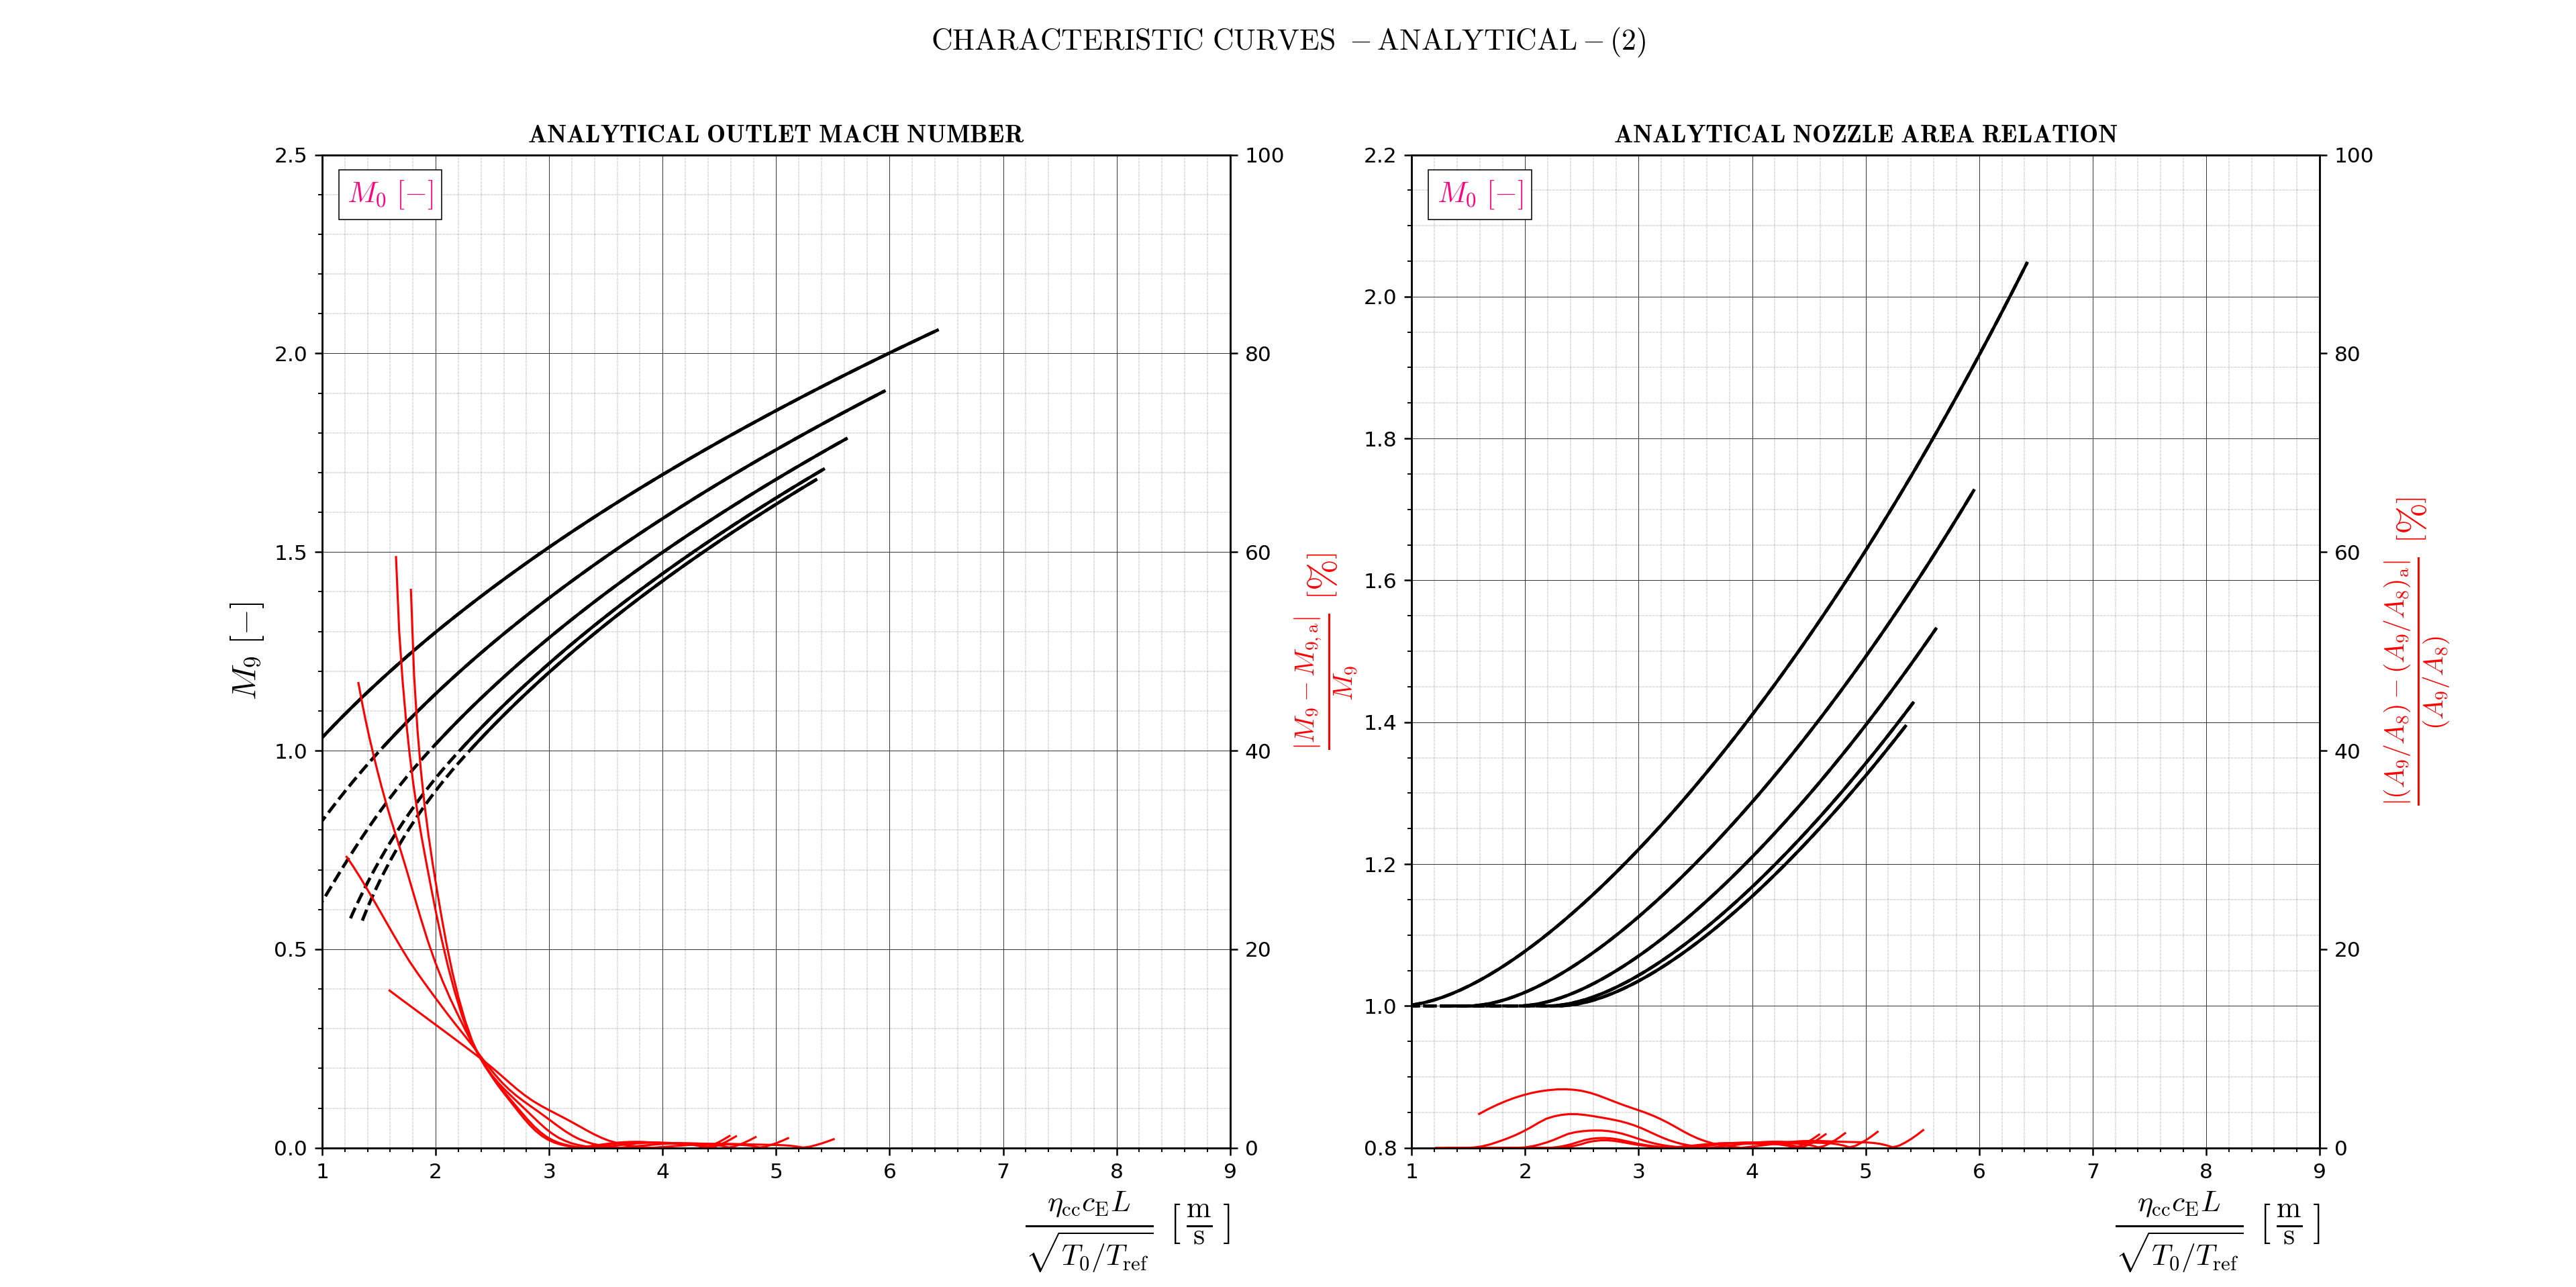 CHARACTERISTIC CURVES − ANALYTICAL − (2)
ANALYTICAL OUTLET MACH NUMBER
M₀ [−]
2.5
2.0
1.5
1.0
0.5
0.0
M₉ [−]
100
80
60
40
20
0
|M₉ − M₉,ₐ| / M₉ [%]
1 2 3 4 5 6 7 8 9
η_cc c_E L / √(T₀/T_ref) [m/s]
ANALYTICAL NOZZLE AREA RELATION
M₀ [−]
2.2
2.0
1.8
1.6
1.4
1.2
1.0
0.8
100
80
60
40
20
0
|(A₉/A₈) − (A₉/A₈)ₐ| / (A₉/A₈) [%]
1 2 3 4 5 6 7 8 9
η_cc c_E L / √(T₀/T_ref) [m/s]